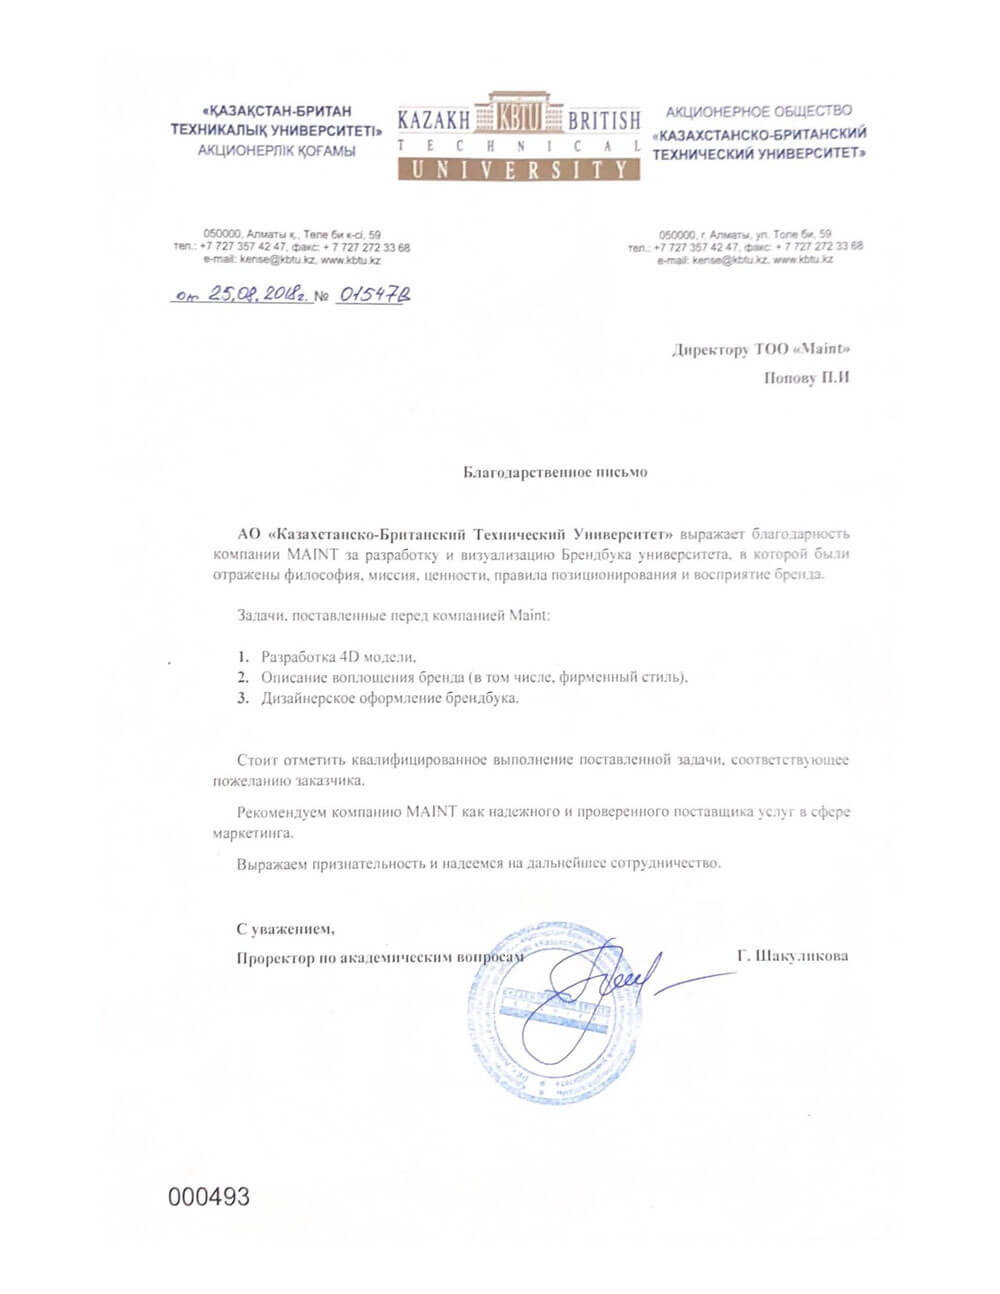 «ҚАЗАҚСТАН-БРИТАН
ТЕХНИКАЛЫҚ УНИВЕРСИТЕТІ»
АКЦИОНЕРЛІК ҚОҒАМЫ
KAZAKH KBTU BRITISH
TECHNICAL
UNIVERSITY
АКЦИОНЕРНОЕ ОБЩЕСТВО
«КАЗАХСТАНСКО-БРИТАНСКИЙ
ТЕХНИЧЕСКИЙ УНИВЕРСИТЕТ»
050000, Алматы қ., Төле би к-сі, 59
тел.: +7 727 357 42 47, факс: + 7 727 272 33 68
e-mail: kense@kbtu.kz, www.kbtu.kz
050000, г. Алматы, ул. Толе би, 59
тел.: +7 727 357 42 47, факс: + 7 727 272 33 68
e-mail: kense@kbtu.kz, www.kbtu.kz
от 25.08.2018г. № 01547В
Директору ТОО «Maint»
Попову П.И
Благодарственное письмо
АО «Казахстанско-Британский Технический Университет» выражает благодарность
компании MAINT за разработку и визуализацию Брендбука университета, в которой были
отражены философия, миссия, ценности, правила позиционирования и восприятие бренда.
Задачи, поставленные перед компанией Maint:
1. Разработка 4D модели,
2. Описание воплощения бренда (в том числе, фирменный стиль),
3. Дизайнерское оформление брендбука.
Стоит отметить квалифицированное выполнение поставленной задачи, соответствующее
пожеланию заказчика.
Рекомендуем компанию MAINT как надежного и проверенного поставщика услуг в сфере
маркетинга.
Выражаем признательность и надеемся на дальнейшее сотрудничество.
С уважением,
Проректор по академическим вопросам
Г. Шакуликова
000493